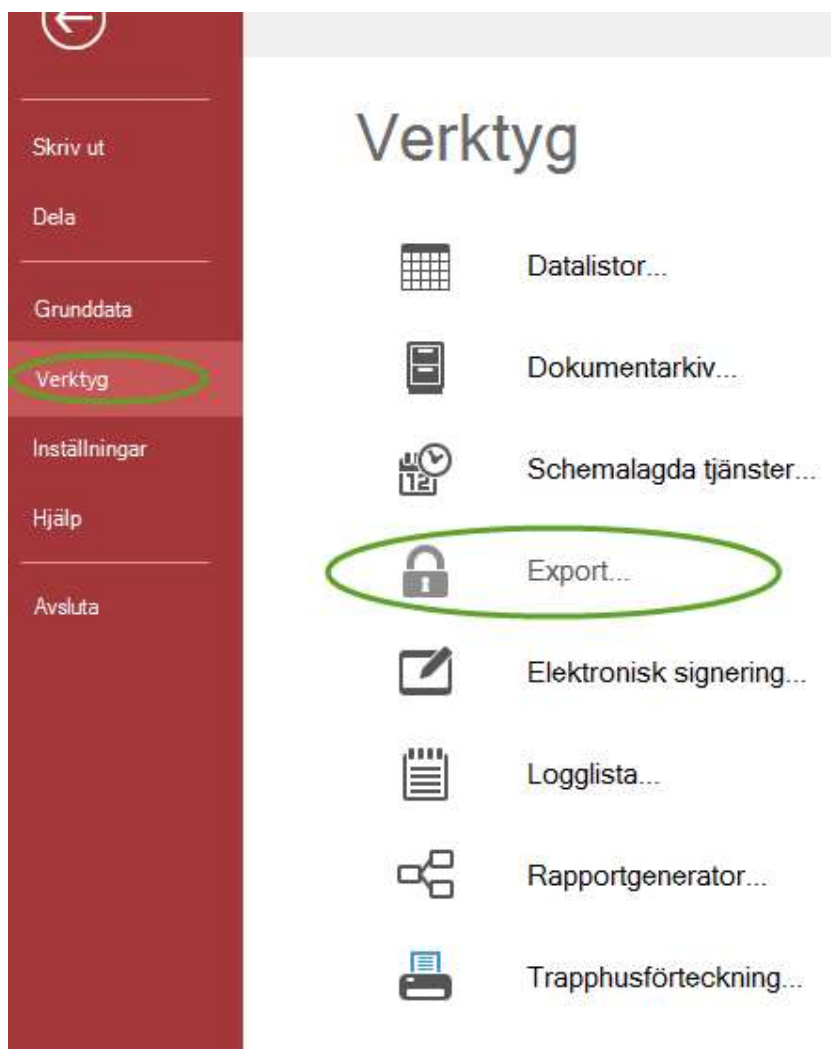 Skriv ut
Dela
Grunddata
Verktyg
Inställningar
Hjälp
Avsluta
Verktyg
Datalistor...
Dokumentarkiv...
12
Schemalagda tjänster...
Export...
Elektronisk signering...
Logglista...
Rapportgenerator...
Trapphusförteckning...